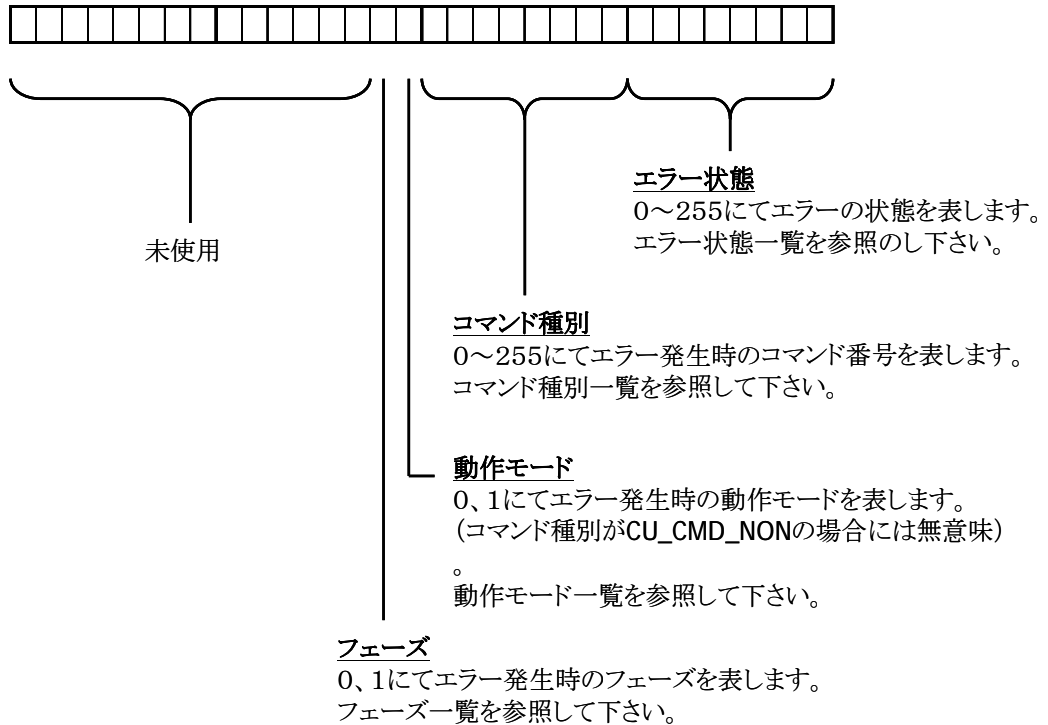 エラー状態
0～255にてエラーの状態を表します。
エラー状態一覧を参照のし下さい。
未使用
コマンド種別
0～255にてエラー発生時のコマンド番号を表します。
コマンド種別一覧を参照して下さい。
動作モード
0、1にてエラー発生時の動作モードを表します。
（コマンド種別がCU_CMD_NONの場合には無意味）
。
動作モード一覧を参照して下さい。
フェーズ
0、1にてエラー発生時のフェーズを表します。
フェーズ一覧を参照して下さい。